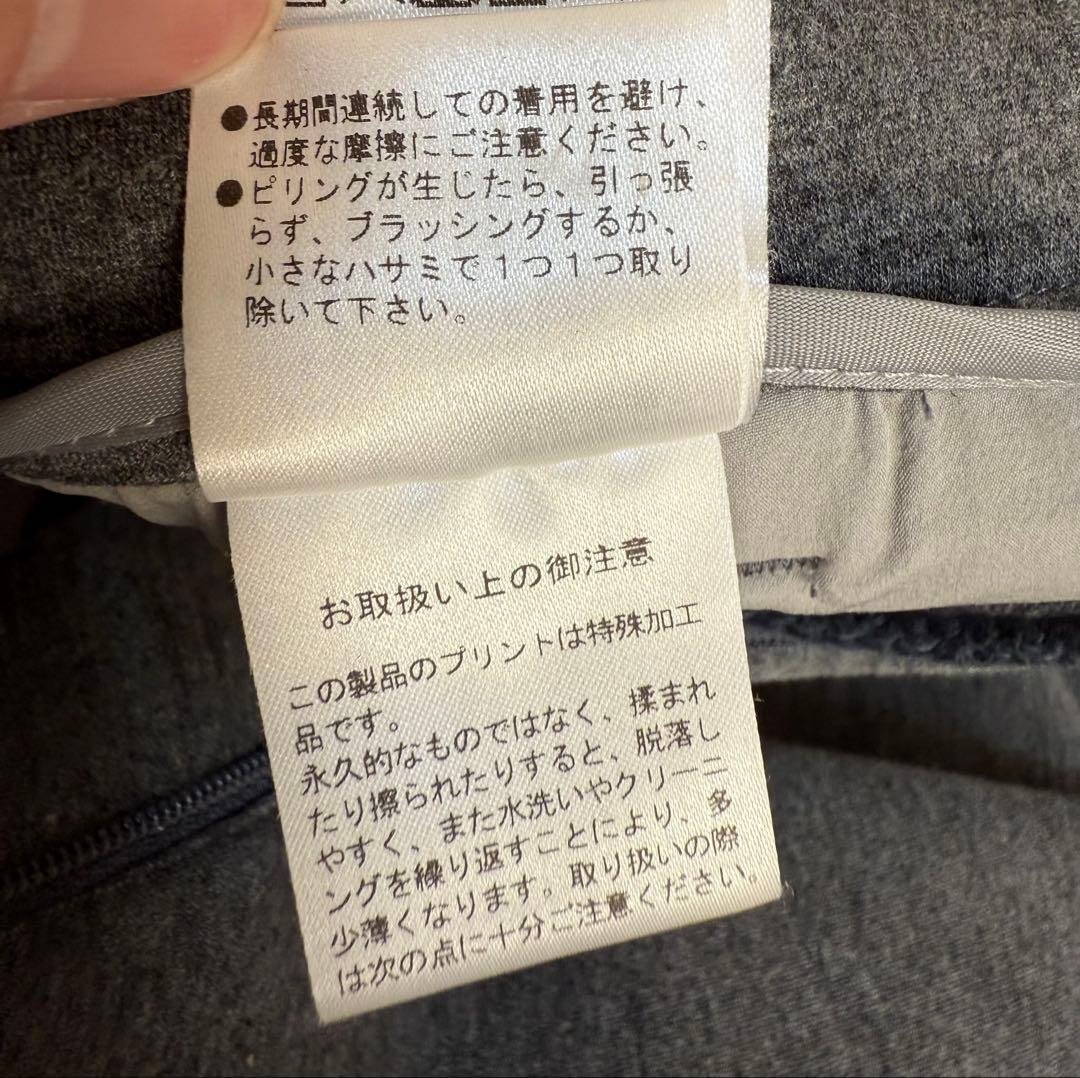 ●長期間連続しての着用を避け、
過度な摩擦にご注意ください。
●ピリングが生じたら、引っ張
らず、ブラッシングするか、
小さなハサミで1つ1つ取り
除いて下さい。
お取扱い上の御注意
この製品のプリントは特殊加工
品です。
永久的なものではなく、揉まれ
たり擦られたりすると、脱落し
やすく、また水洗いやクリーニ
ングを繰り返すことにより、多
少薄くなります。取り扱いの際
は次の点に十分ご注意ください。